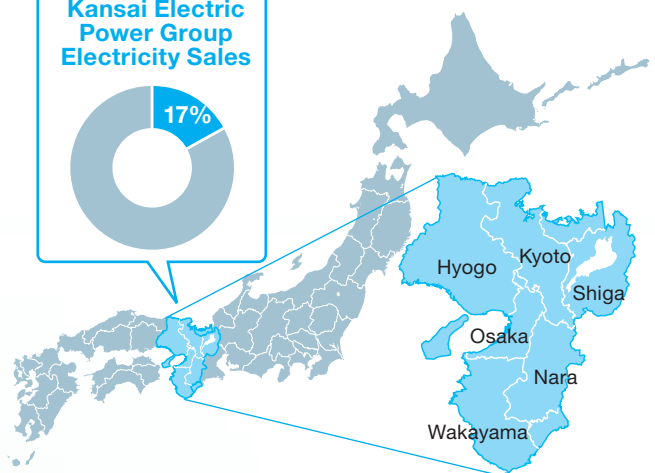 Kansai Electric
Power Group
Electricity Sales
17%
Hyogo
Kyoto
Shiga
Osaka
Nara
Wakayama